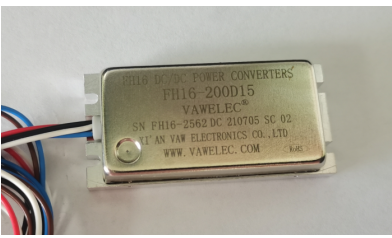 FH16 DC/DC POWER CONVERTERS
FH16-200D15
VAWELEC®
SN FH16-2562 DC 210705 SC 02
XI'AN VAW ELECTRONICS CO.,LTD
WWW.VAWELEC.COM RoHS